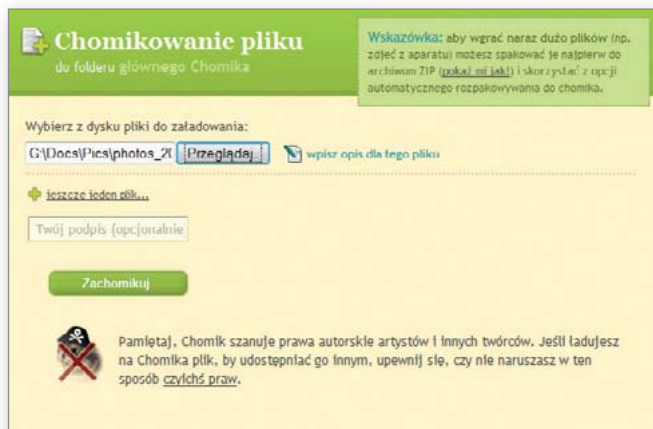 Chomikowanie pliku
do folderu głównego Chomika
Wskazówka: aby wgrać naraz dużo plików (np.
zdjęć z aparatu) możesz spakować je najpierw do
archiwum ZIP (pokaż mi jak!) i skorzystać z opcji
automatycznego rozpakowywania do chomika.
Wybierz z dysku pliki do załadowania:
G:\Docs\Pics\photos_20 Przeglądaj wpisz opis dla tego pliku
jeszcze jeden plik...
Twój podpis (opcjonalnie
Zachomikuj
Pamiętaj, Chomik szanuje prawa autorskie artystów i innych twórców. Jeśli ładujesz
na Chomika plik, by udostępniać go innym, upewnij się, czy nie naruszasz w ten
sposób czyichś praw.